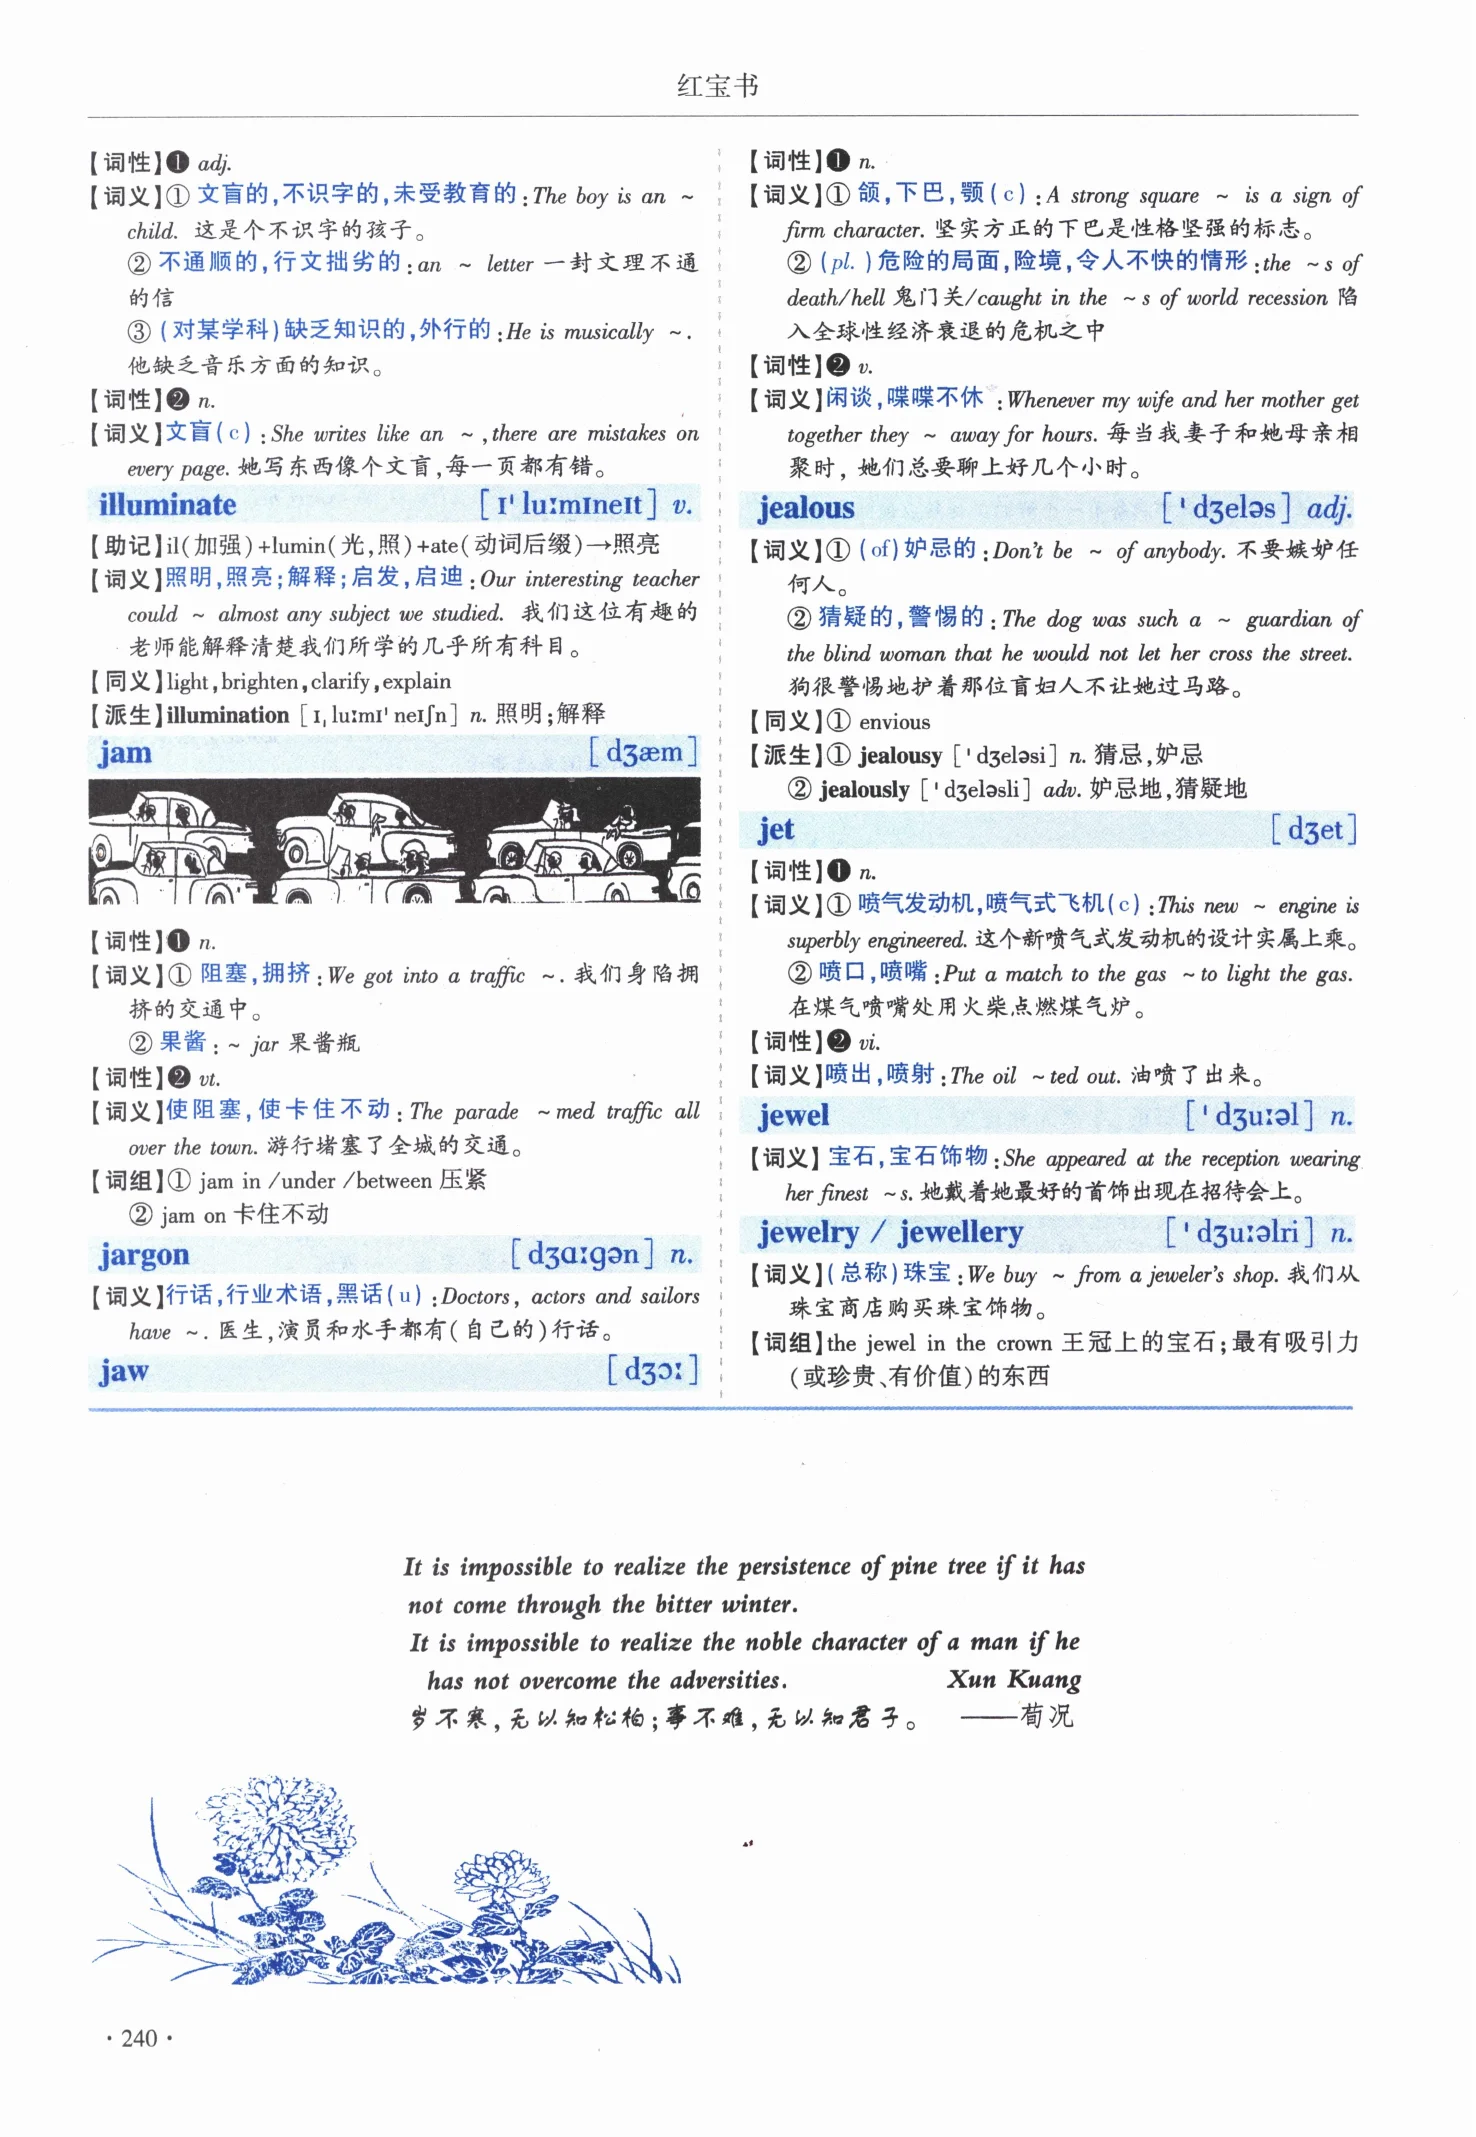 红宝书
【词性】❶ adj.
【词义】① 文盲的,不识字的,未受教育的:The boy is an ~
child. 这是个不识字的孩子。
② 不通顺的,行文拙劣的:an ~ letter 一封文理不通
的信
③ (对某学科)缺乏知识的,外行的:He is musically ~.
他缺乏音乐方面的知识。
【词性】❷ n.
【词义】文盲(c) :She writes like an ~ ,there are mistakes on
every page. 她写东西像个文盲,每一页都有错。
illuminate [ɪˈluːmɪneɪt] v.
【助记】il(加强)+lumin(光,照)+ate(动词后缀)→照亮
【词义】照明,照亮;解释;启发,启迪:Our interesting teacher
could ~ almost any subject we studied. 我们这位有趣的
老师能解释清楚我们所学的几乎所有科目。
【同义】light,brighten,clarify,explain
【派生】illumination [ɪˌluːmɪˈneɪʃn] n. 照明;解释
jam [dʒæm]
【词性】❶ n.
【词义】① 阻塞,拥挤:We got into a traffic ~. 我们身陷拥
挤的交通中。
② 果酱: ~ jar 果酱瓶
【词性】❷ vt.
【词义】使阻塞,使卡住不动: The parade ~med traffic all
over the town. 游行堵塞了全城的交通。
【词组】① jam in /under /between 压紧
② jam on 卡住不动
jargon [dʒɑːgən] n.
【词义】行话,行业术语,黑话(u) :Doctors, actors and sailors
have ~. 医生,演员和水手都有(自己的)行话。
jaw [dʒɔː]
【词性】❶ n.
【词义】① 颌,下巴,颚(c) :A strong square ~ is a sign of
firm character. 坚实方正的下巴是性格坚强的标志。
② (pl. )危险的局面,险境,令人不快的情形:the ~s of
death/hell 鬼门关/caught in the ~s of world recession 陷
入全球性经济衰退的危机之中
【词性】❷ v.
【词义】闲谈,喋喋不休 :Whenever my wife and her mother get
together they ~ away for hours. 每当我妻子和她母亲相
聚时, 她们总要聊上好几个小时。
jealous [ˈdʒeləs] adj.
【词义】① (of)妒忌的:Don't be ~ of anybody. 不要嫉妒任
何人。
② 猜疑的,警惕的: The dog was such a ~ guardian of
the blind woman that he would not let her cross the street.
狗很警惕地护着那位盲妇人不让她过马路。
【同义】① envious
【派生】① jealousy [ˈdʒeləsi] n. 猜忌,妒忌
② jealously [ˈdʒeləsli] adv. 妒忌地,猜疑地
jet [dʒet]
【词性】❶ n.
【词义】① 喷气发动机,喷气式飞机(c) :This new ~ engine is
superbly engineered. 这个新喷气式发动机的设计实属上乘。
② 喷口,喷嘴:Put a match to the gas ~to light the gas.
在煤气喷嘴处用火柴点燃煤气炉。
【词性】❷ vi.
【词义】喷出,喷射:The oil ~ted out. 油喷了出来。
jewel [ˈdʒuːəl] n.
【词义】 宝石,宝石饰物:She appeared at the reception wearing
her finest ~s. 她戴着她最好的首饰出现在招待会上。
jewelry / jewellery [ˈdʒuːəlri] n.
【词义】(总称)珠宝:We buy ~ from a jeweler's shop. 我们从
珠宝商店购买珠宝饰物。
【词组】the jewel in the crown 王冠上的宝石;最有吸引力
(或珍贵、有价值)的东西
It is impossible to realize the persistence of pine tree if it has
not come through the bitter winter.
It is impossible to realize the noble character of a man if he
has not overcome the adversities. Xun Kuang
岁不寒,无以知松柏;事不难,无以知君子。 ——荀况
·240·